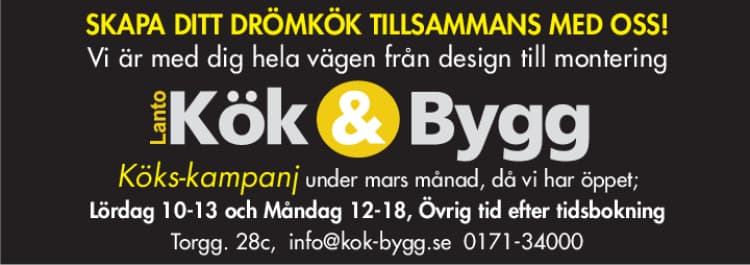 SKAPA DITT DRÖMKÖK TILLSAMMANS MED OSS!
Vi är med dig hela vägen från design till montering
Lanto Kök & Bygg
Köks-kampanj under mars månad, då vi har öppet;
Lördag 10-13 och Måndag 12-18, Övrig tid efter tidsbokning
Torgg. 28c, info@kok-bygg.se 0171-34000